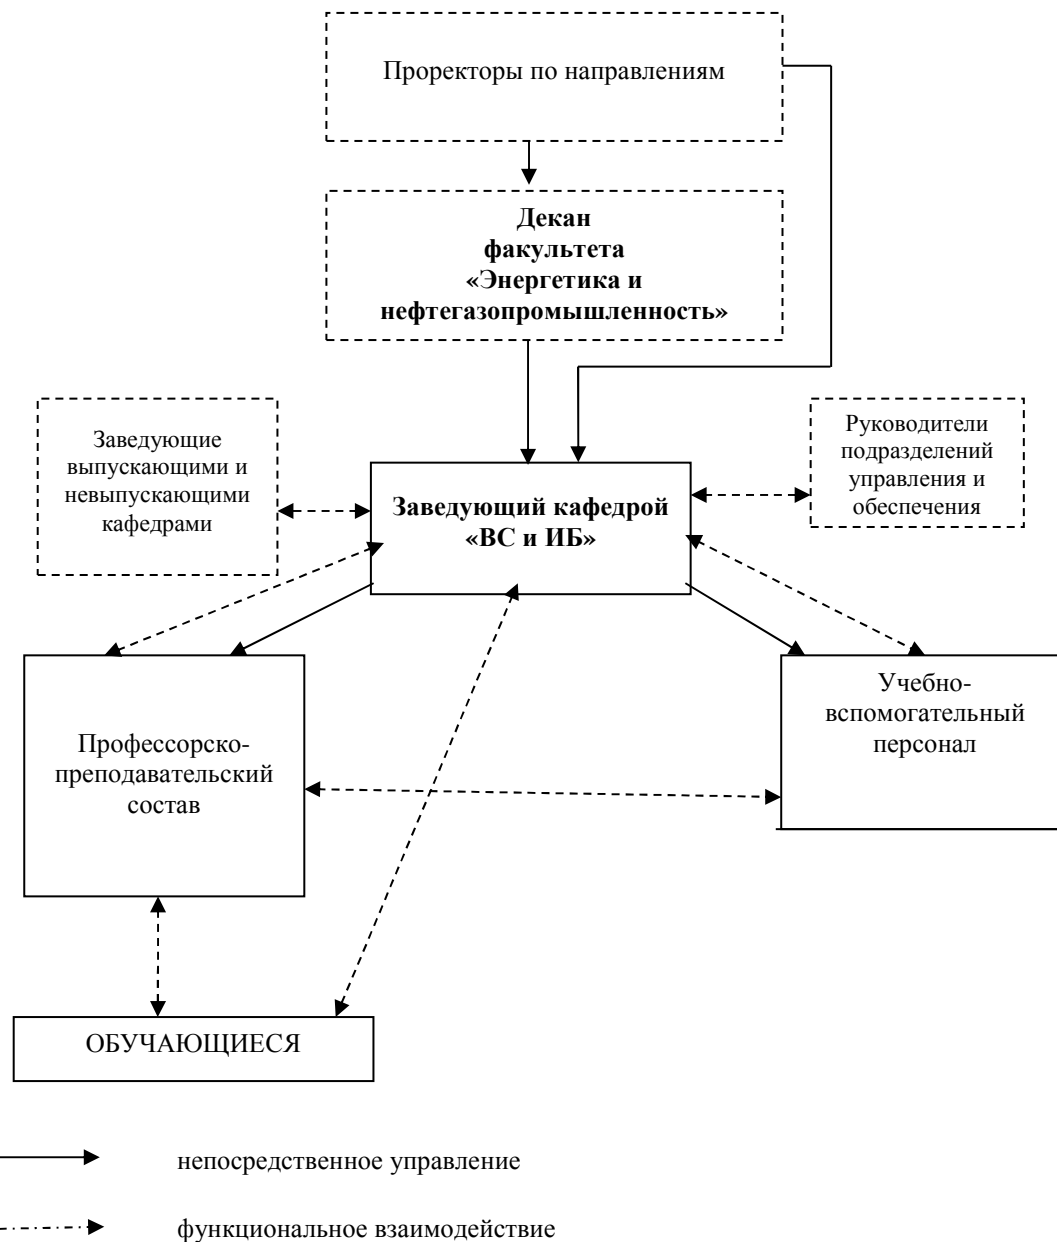 Проректоры по направлениям
Декан
факультета
«Энергетика и
нефтегазопромышленность»
Заведующие
выпускающими и
невыпускающими
кафедрами
Руководители
подразделений
управления и
обеспечения
Заведующий кафедрой
«ВС и ИБ»
Профессорско-
преподавательский
состав
Учебно-
вспомогательный
персонал
ОБУЧАЮЩИЕСЯ
непосредственное управление
функциональное взаимодействие